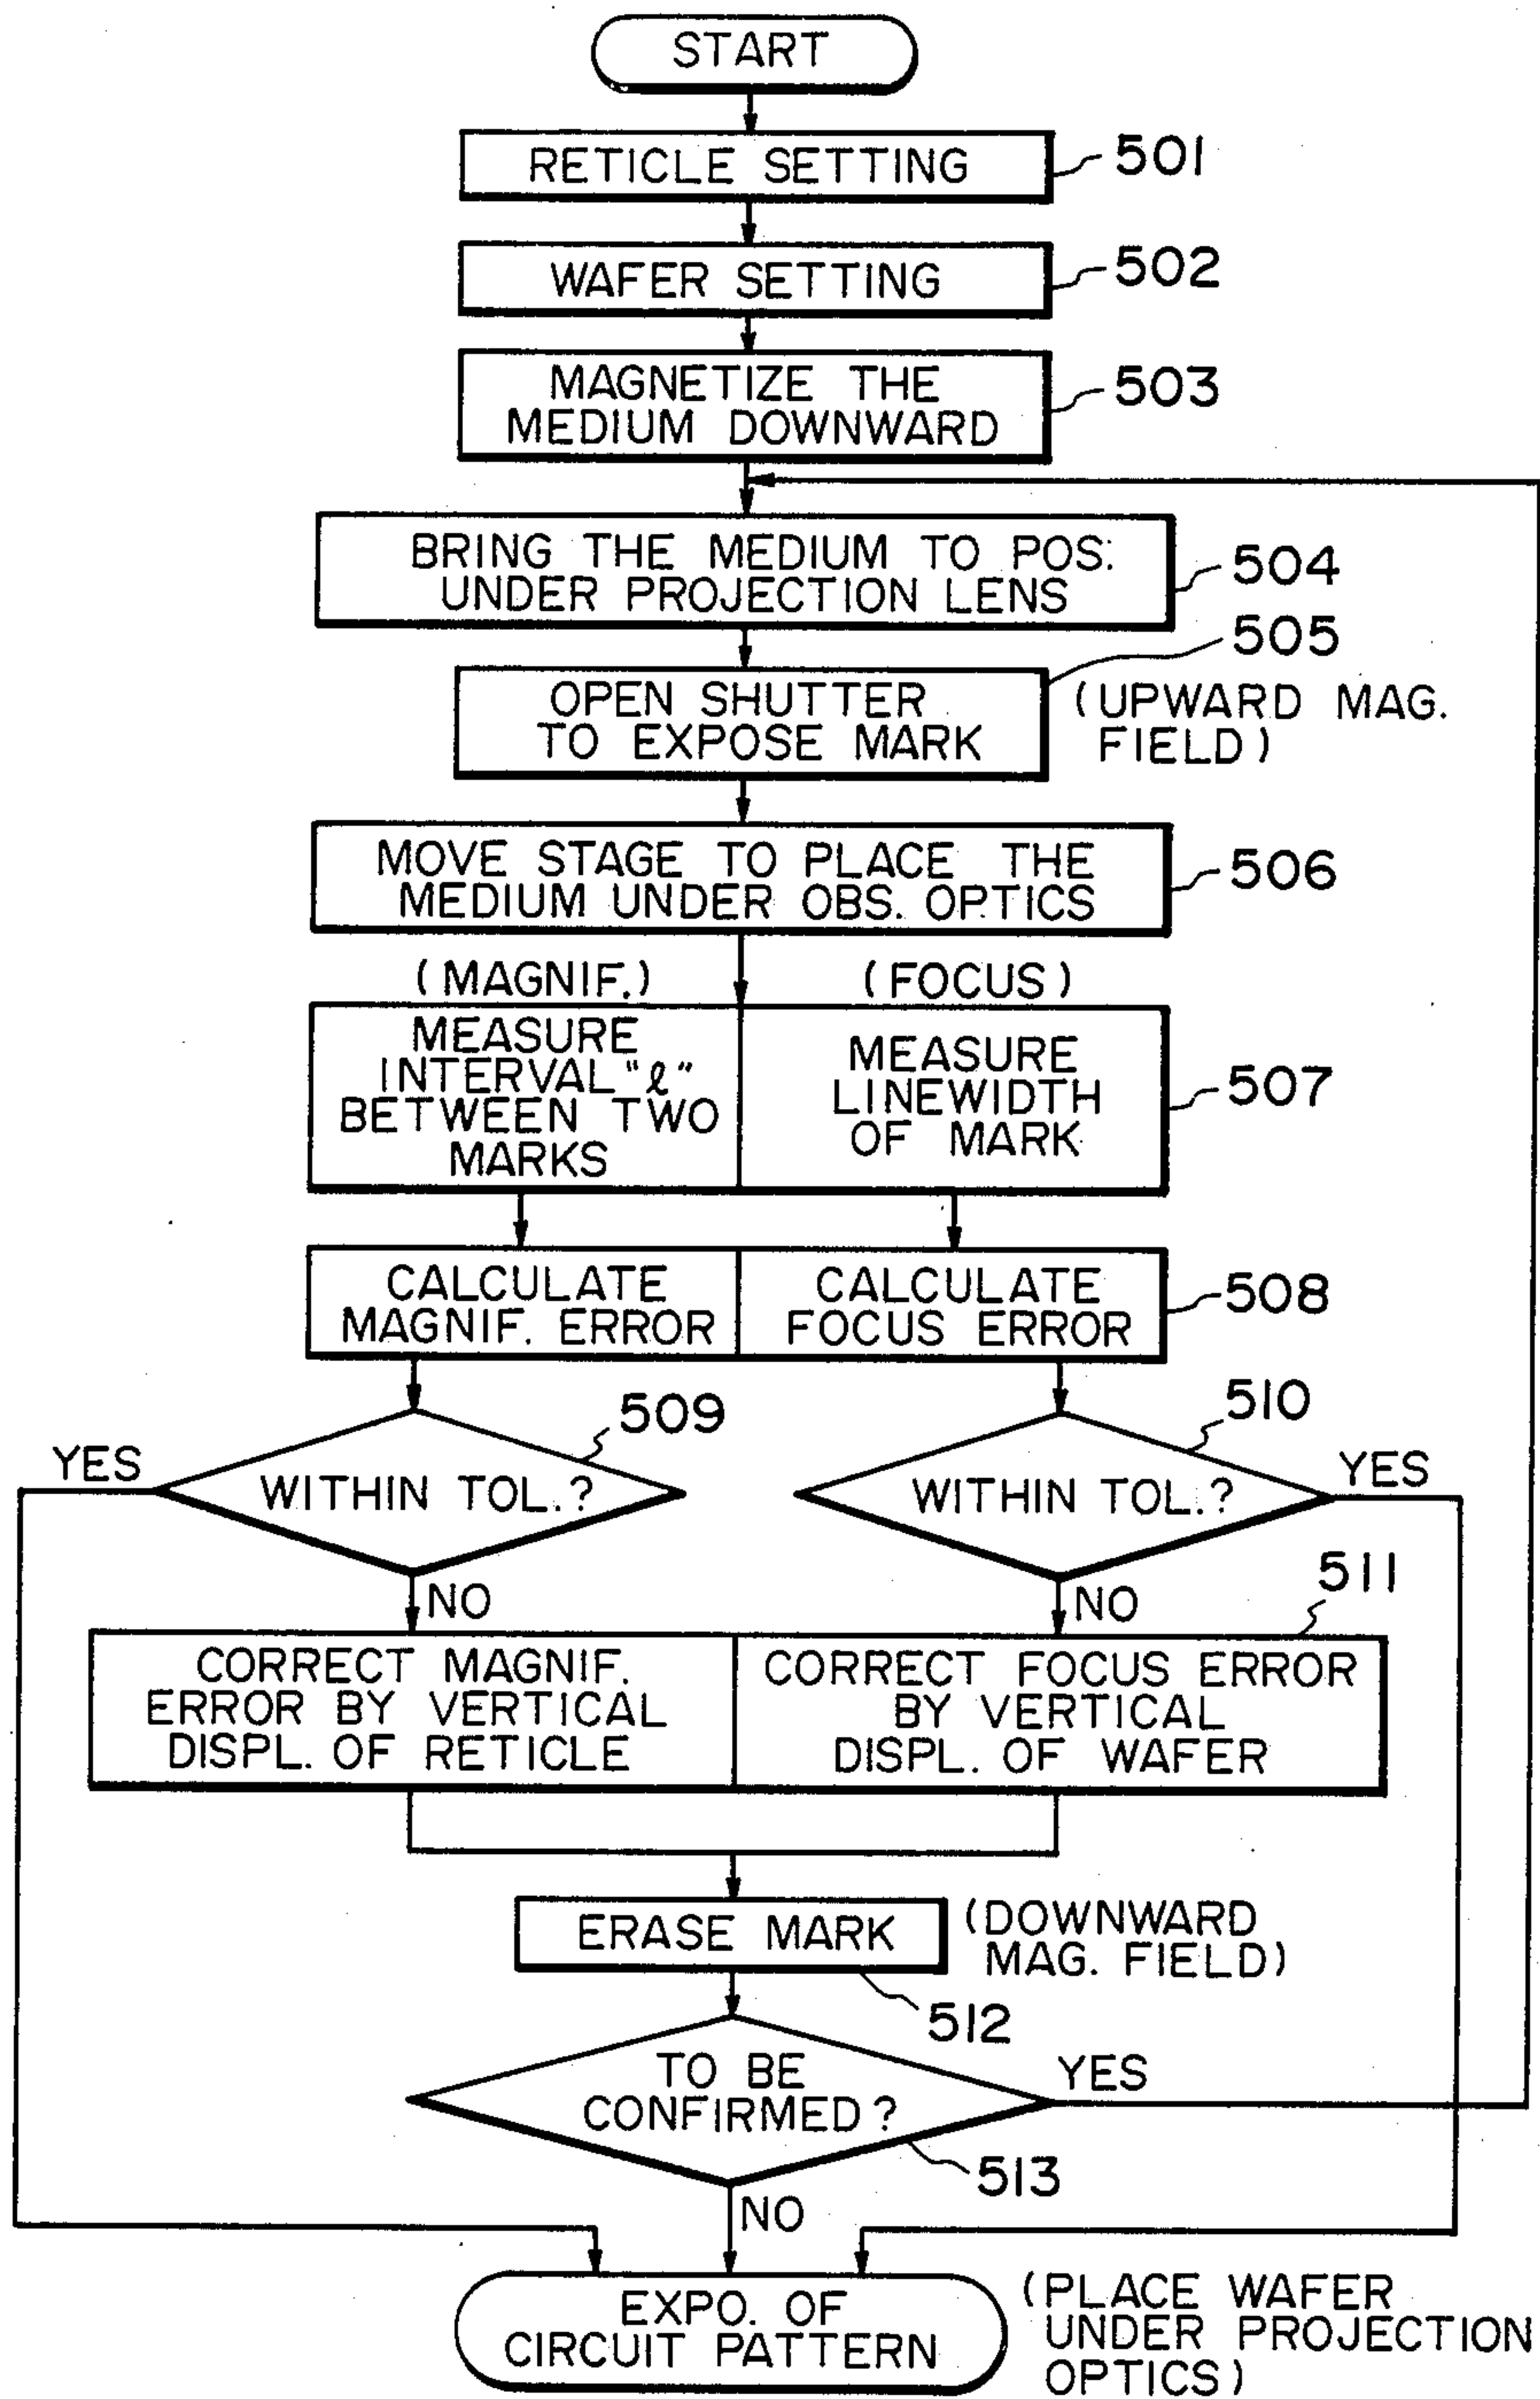 START
RETICLE SETTING
501
WAFER SETTING
502
MAGNETIZE THE
MEDIUM DOWNWARD
503
BRING THE MEDIUM TO POS.
UNDER PROJECTION LENS
504
505
OPEN SHUTTER
TO EXPOSE MARK
(UPWARD MAG.
FIELD)
MOVE STAGE TO PLACE THE
MEDIUM UNDER OBS. OPTICS
506
(MAGNIF.)
(FOCUS)
MEASURE
INTERVAL "ℓ"
BETWEEN TWO
MARKS
MEASURE
LINEWIDTH
OF MARK
507
CALCULATE
MAGNIF. ERROR
CALCULATE
FOCUS ERROR
508
509
510
YES
WITHIN TOL.?
WITHIN TOL.?
YES
NO
NO
511
CORRECT MAGNIF.
ERROR BY VERTICAL
DISPL. OF RETICLE
CORRECT FOCUS ERROR
BY VERTICAL
DISPL. OF WAFER
ERASE MARK
(DOWNWARD
MAG. FIELD)
512
TO BE
CONFIRMED?
YES
513
NO
EXPO. OF
CIRCUIT PATTERN
(PLACE WAFER
UNDER PROJECTION
OPTICS)